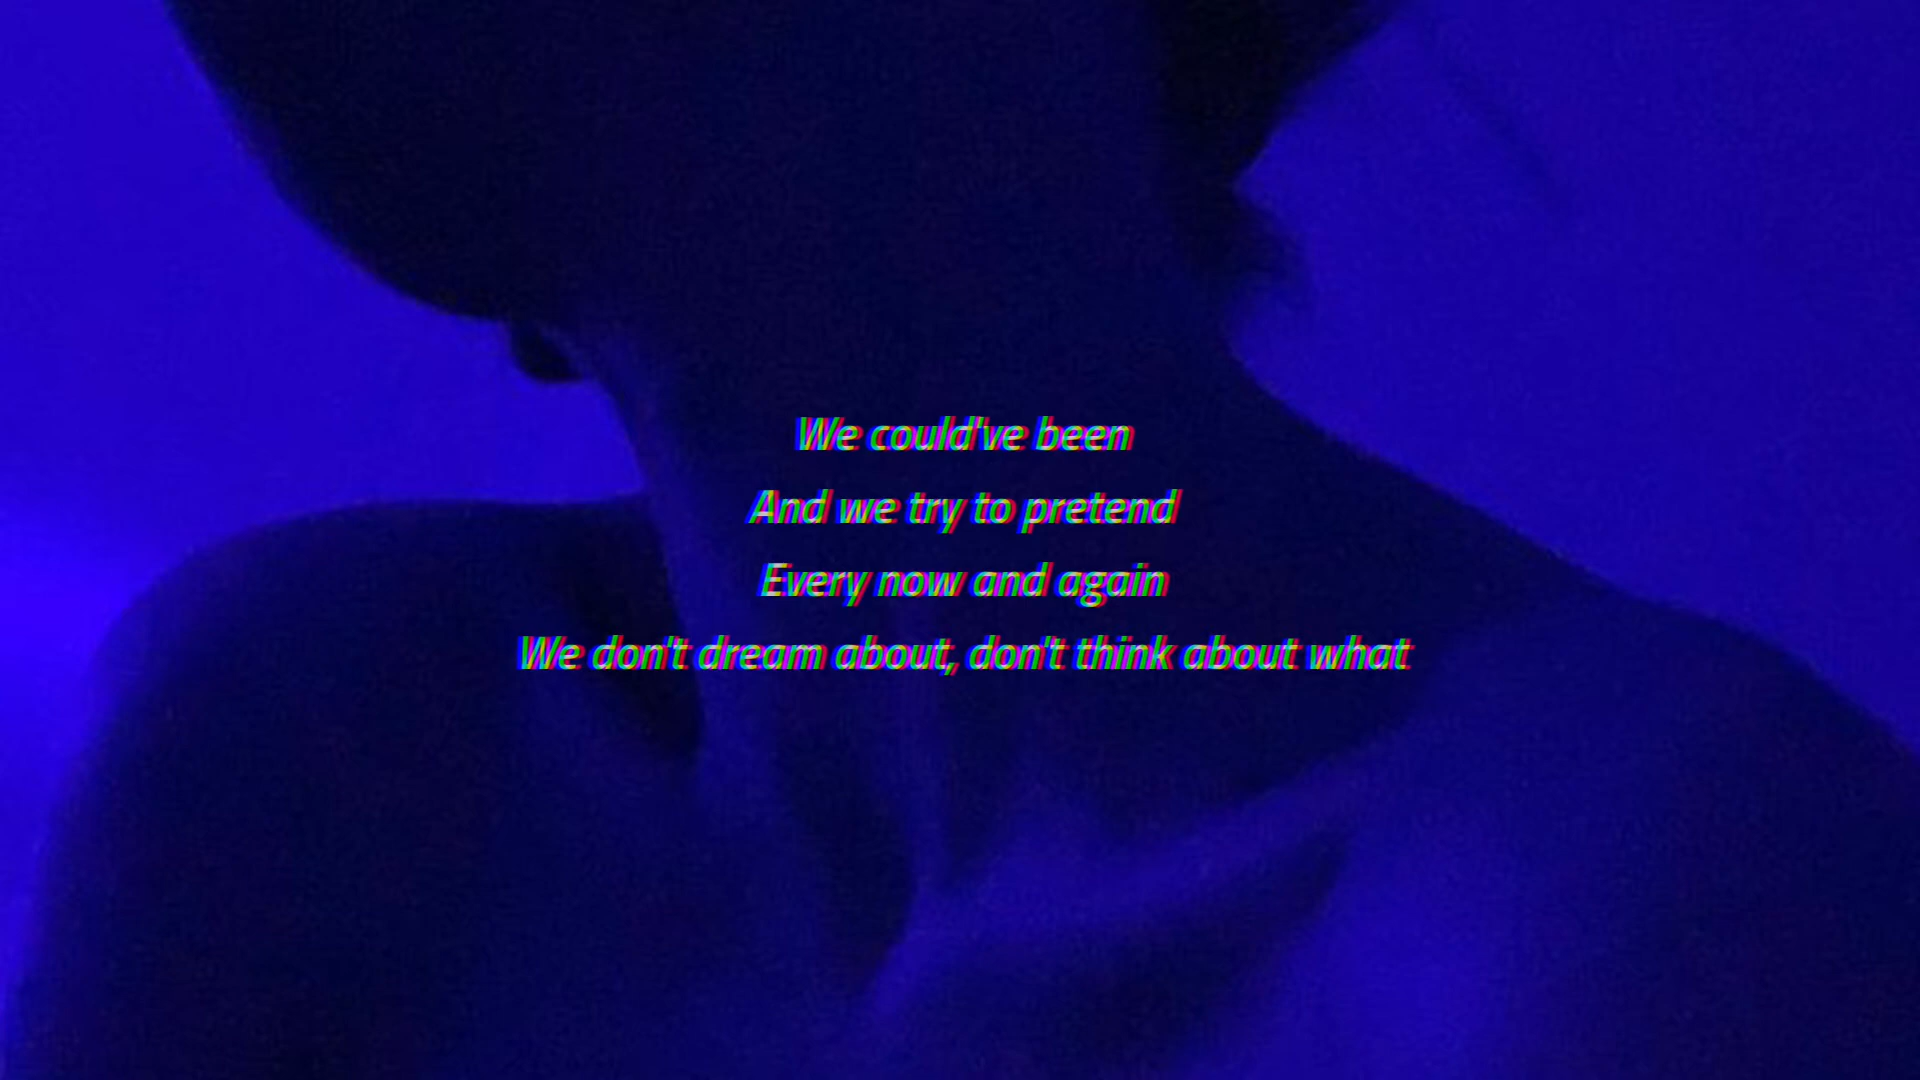 We could've been
And we try to pretend
Every now and again
We don't dream about, don't think about what